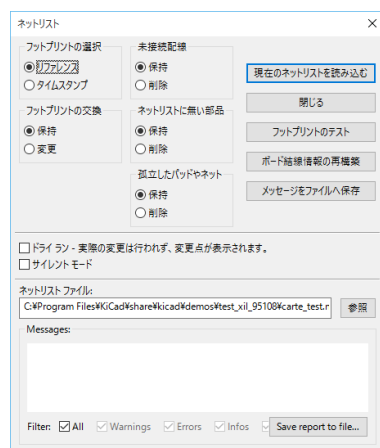 ネットリスト
フットプリントの選択
リファレンス
タイムスタンプ
未接続配線
保持
削除
現在のネットリストを読み込む
閉じる
フットプリントの交換
保持
変更
ネットリストに無い部品
保持
削除
フットプリントのテスト
ボード結線情報の再構築
孤立したパッドやネット
保持
削除
メッセージをファイルへ保存
ドライ ラン - 実際の変更は行われず、変更点が表示されます。
サイレント モード
ネットリスト ファイル:
C:¥Program Files¥KiCad¥share¥kicad¥demos¥test_xil_95108¥carte_test.r
参照
Messages:
Filter: All Warnings Errors Infos Save report to file...